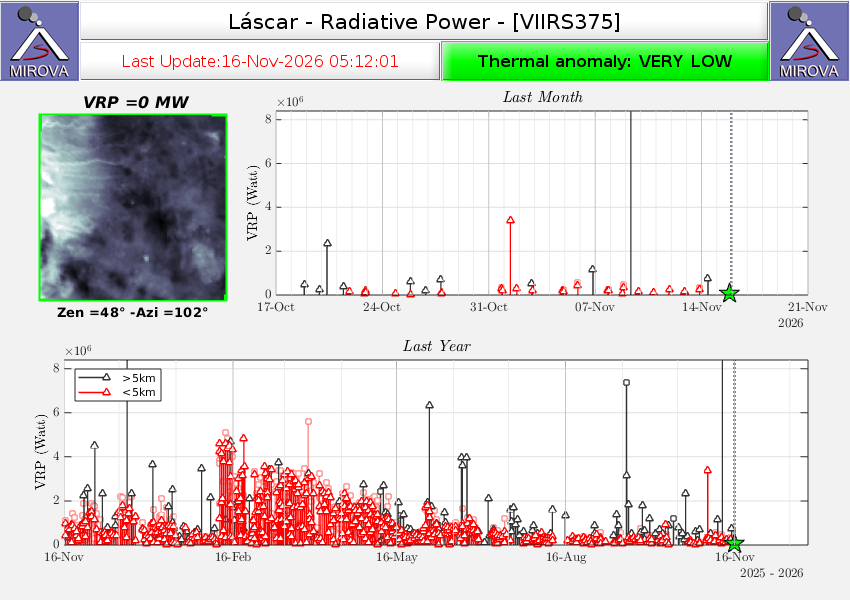 Láscar - Radiative Power - [VIIRS375]
MIROVA
Last Update:16-Nov-2026 05:12:01
Thermal anomaly: VERY LOW
MIROVA
VRP =0 MW
Zen =48° -Azi =102°
Last Month
×10⁶
VRP (Watt)
8
6
4
2
0
17-Oct 24-Oct 31-Oct 07-Nov 14-Nov 21-Nov
2026
Last Year
×10⁶
VRP (Watt)
8
6
4
2
0
>5km
<5km
16-Nov 16-Feb 16-May 16-Aug 16-Nov
2025 - 2026